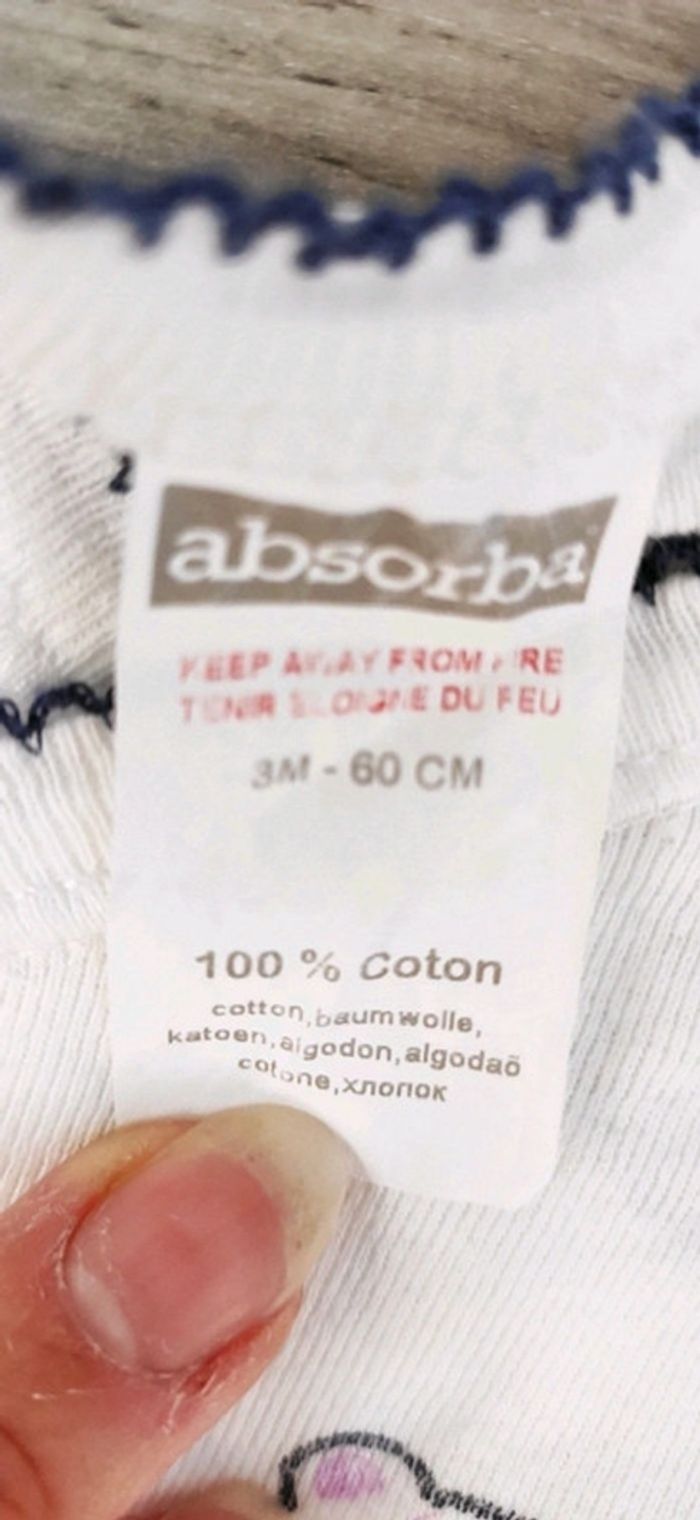 absorba
KEEP AWAY FROM FIRE
TENIR ELOIGNE DU FEU
3M - 60 CM
100 % Coton
cotton,baumwolle,
katoen,algodon,algodaõ
cotone,хлопок